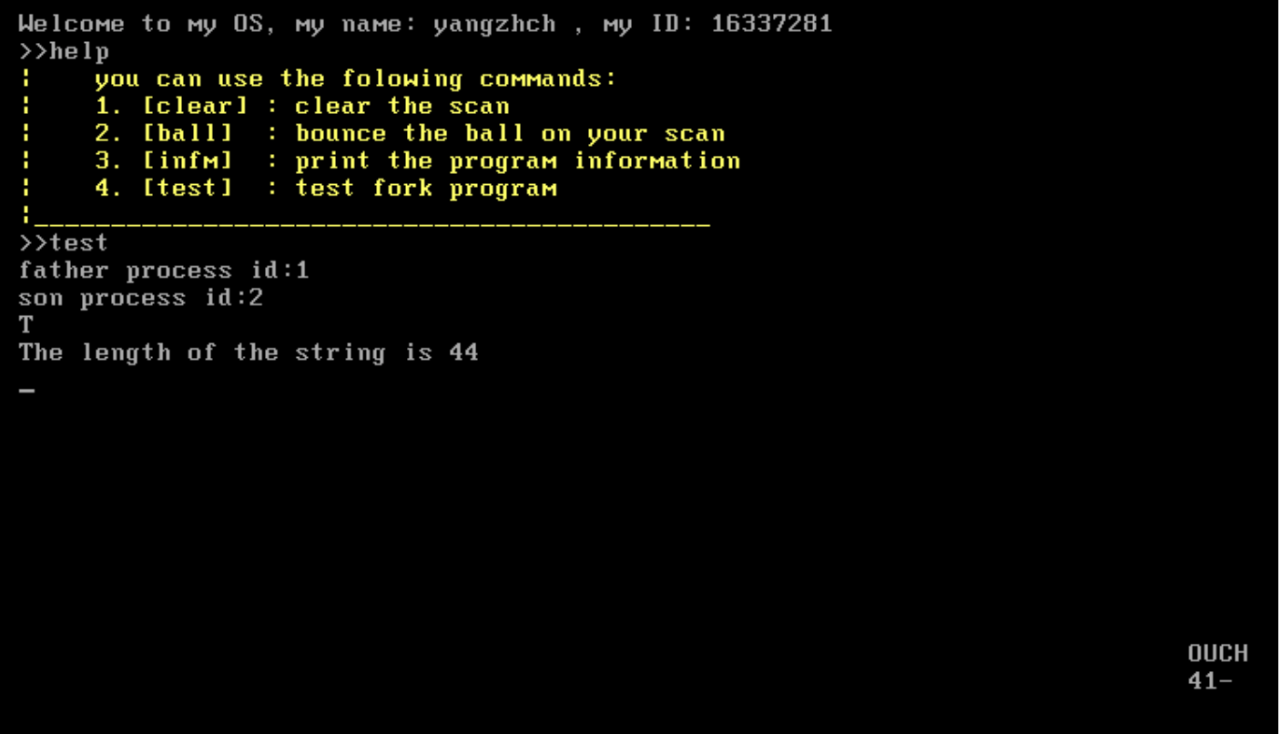 Welcome to my OS, my name: yangzhch , my ID: 16337281
>>help
¦    you can use the folowing commands:
¦    1. [clear] : clear the scan
¦    2. [ball]  : bounce the ball on your scan
¦    3. [infm]  : print the program information
¦    4. [test]  : test fork program
¦____________________________________________
>>test
father process id:1
son process id:2
T
The length of the string is 44
_
OUCH
41-